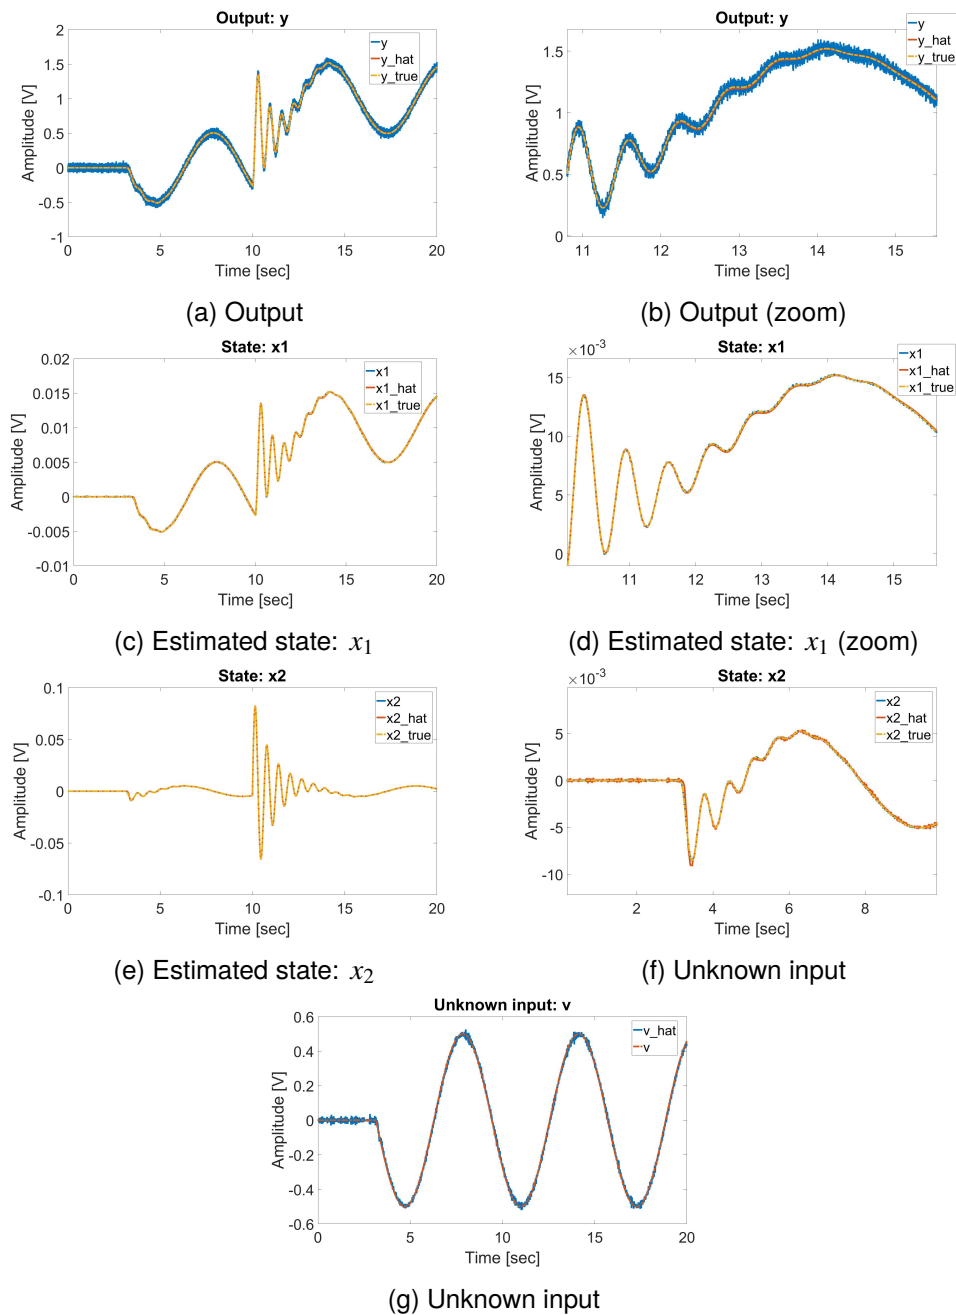 Output: y
Amplitude [V]
2
1.5
1
0.5
0
-0.5
-1
y
y_hat
y_true
0 5 10 15 20
Time [sec]
(a) Output
Output: y
Amplitude [V]
1.5
1
0.5
0
y
y_hat
y_true
11 12 13 14 15
Time [sec]
(b) Output (zoom)
State: x1
Amplitude [V]
0.02
0.015
0.01
0.005
0
-0.005
-0.01
x1
x1_hat
x1_true
0 5 10 15 20
Time [sec]
(c) Estimated state: x1
×10-3
State: x1
Amplitude [V]
15
10
5
0
x1
x1_hat
x1_true
11 12 13 14 15
Time [sec]
(d) Estimated state: x1 (zoom)
State: x2
Amplitude [V]
0.1
0.05
0
-0.05
-0.1
x2
x2_hat
x2_true
0 5 10 15 20
Time [sec]
(e) Estimated state: x2
×10-3
State: x2
Amplitude [V]
5
0
-5
-10
x2
x2_hat
x2_true
2 4 6 8
Time [sec]
(f) Unknown input
Unknown input: v
Amplitude [V]
0.6
0.4
0.2
0
-0.2
-0.4
-0.6
v_hat
v
0 5 10 15 20
Time [sec]
(g) Unknown input